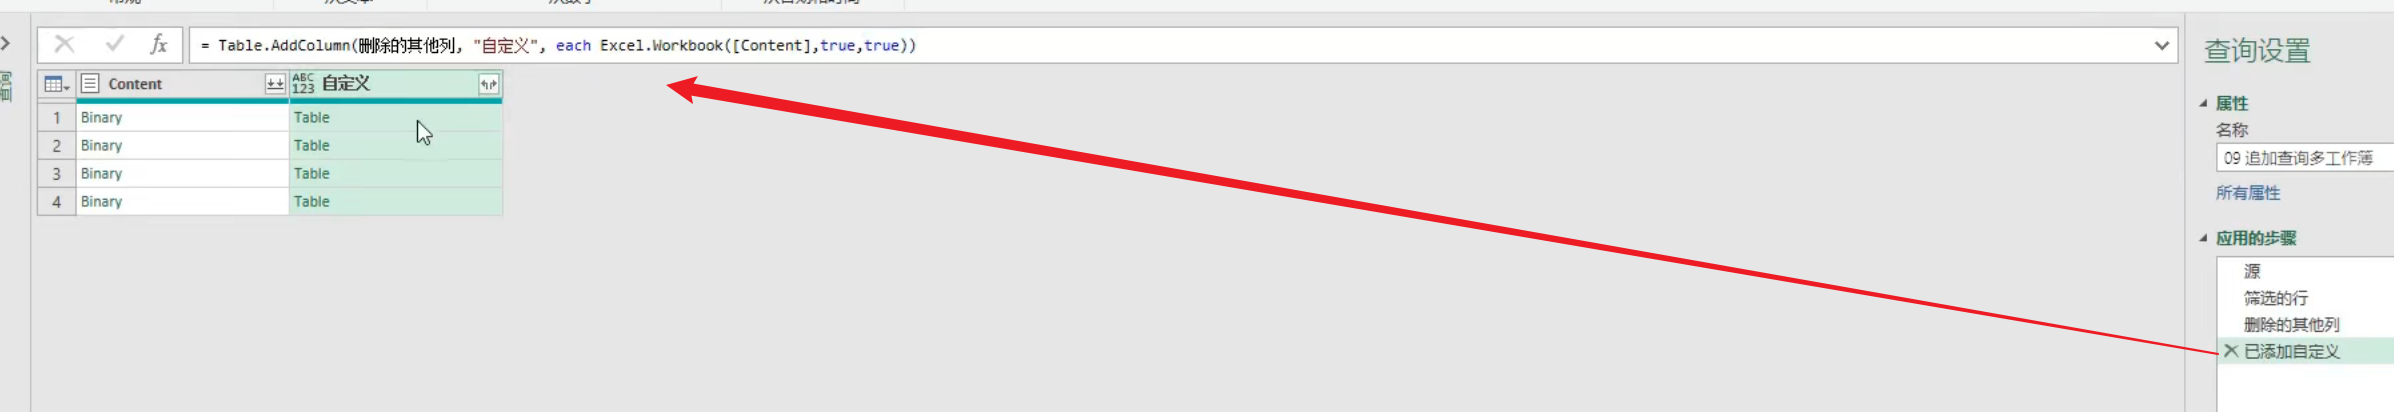 = Table.AddColumn(删除的其他列, "自定义", each Excel.Workbook([Content],true,true))
Content ABC 123 自定义
1 Binary Table
2 Binary Table
3 Binary Table
4 Binary Table
查询设置
属性
名称
09 追加查询多工作簿
所有属性
应用的步骤
源
筛选的行
删除的其他列
已添加自定义